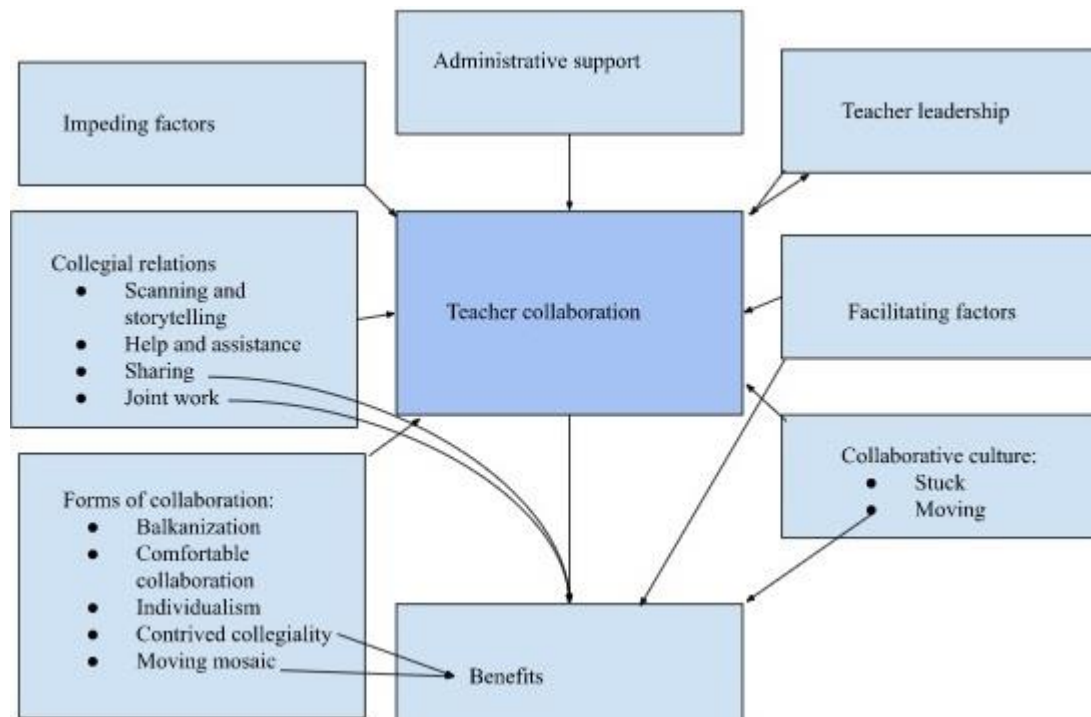 Administrative support
Impeding factors
Teacher leadership
Collegial relations
● Scanning and
storytelling
● Help and assistance
● Sharing
● Joint work
Teacher collaboration
Facilitating factors
Forms of collaboration:
● Balkanization
● Comfortable
collaboration
● Individualism
● Contrived collegiality
● Moving mosaic
Collaborative culture:
● Stuck
● Moving
Benefits